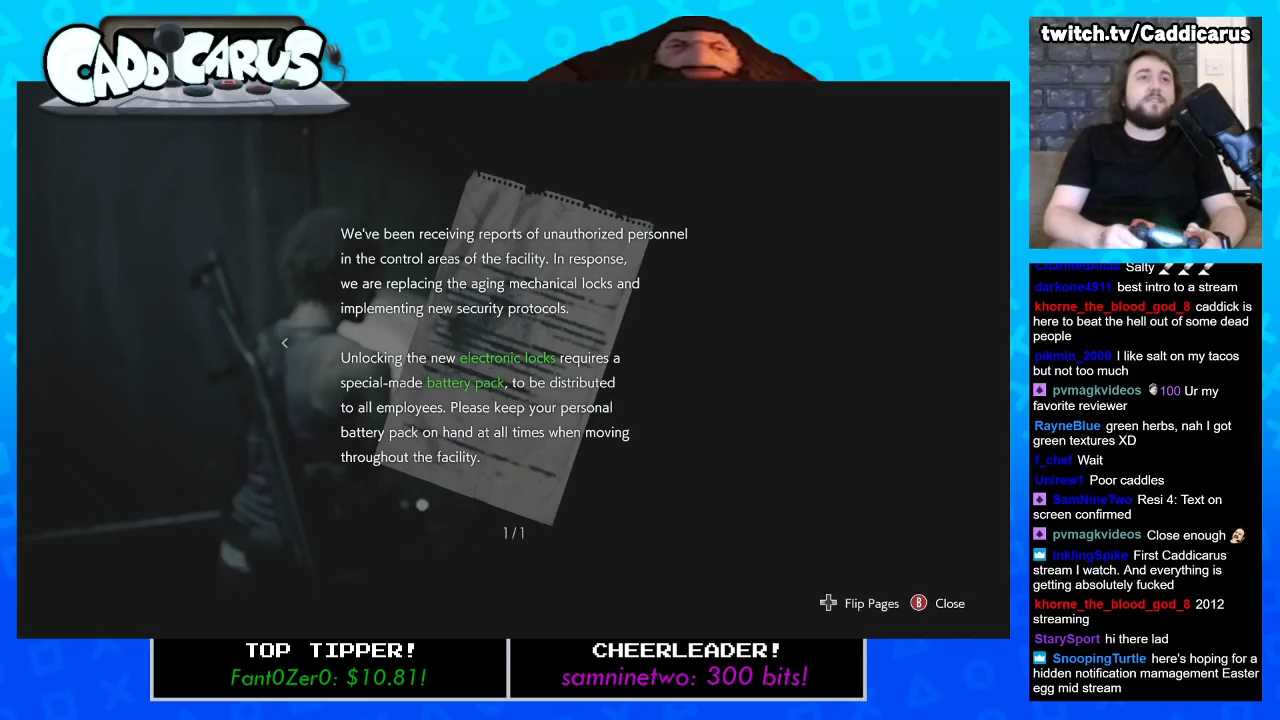 CADDICARUS
twitch.tv/Caddicarus
We've been receiving reports of unauthorized personnel
in the control areas of the facility. In response,
we are replacing the aging mechanical locks and
implementing new security protocols.
Unlocking the new electronic locks requires a
special-made battery pack, to be distributed
to all employees. Please keep your personal
battery pack on hand at all times when moving
throughout the facility.
1/1
Flip Pages B Close
TOP TIPPER!
Fant0Zer0: $10.81!
CHEERLEADER!
samninetwo: 300 bits!
Salty
darkone4911 best intro to a stream
khorne_the_blood_god_8 caddick is
here to beat the hell out of some dead
people
pikmin_2000 I like salt on my tacos
but not too much
pvmagkvideos 100 Ur my
favorite reviewer
RayneBlue green herbs, nah I got
green textures XD
f_chef Wait
Unirew1 Poor caddles
SamNineTwo Resi 4: Text on
screen confirmed
pvmagkvideos Close enough
InklingSpike First Caddicarus
stream I watch. And everything is
getting absolutely fucked
khorne_the_blood_god_8 2012
streaming
StarySport hi there lad
SnoopingTurtle here's hoping for a
hidden notification mamagement Easter
egg mid stream